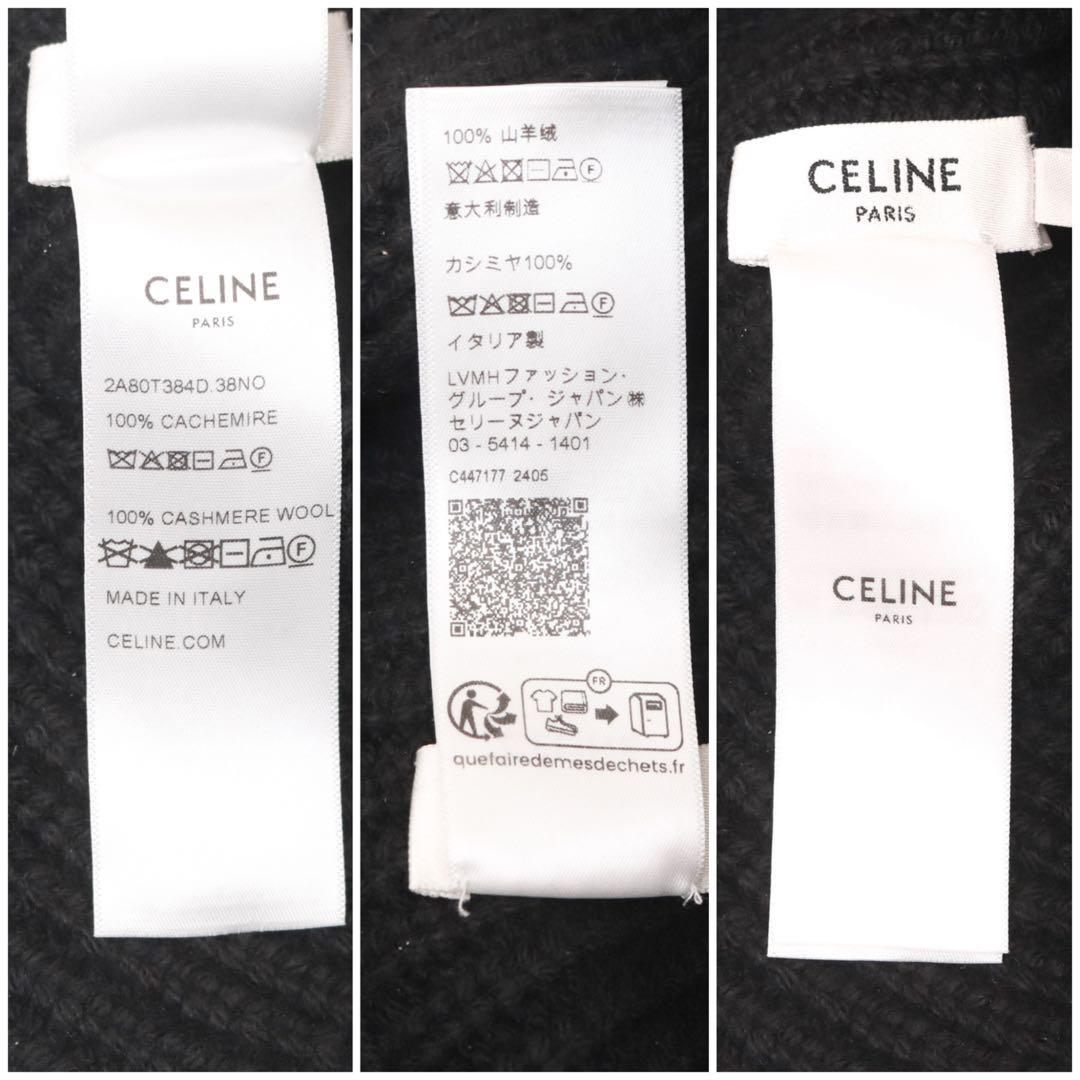 CELINE
PARIS
2A80T384D.38NO
100% CACHEMIRE
F
100% CASHMERE WOOL
F
MADE IN ITALY
CELINE.COM
100% 山羊绒
F
意大利制造
カシミヤ100%
F
イタリア製
LVMHファッション・
グループ・ジャパン㈱
セリーヌジャパン
03 - 5414 - 1401
C447177 2405
FR
quefairedemesdechets.fr
CELINE
PARIS
CELINE
PARIS